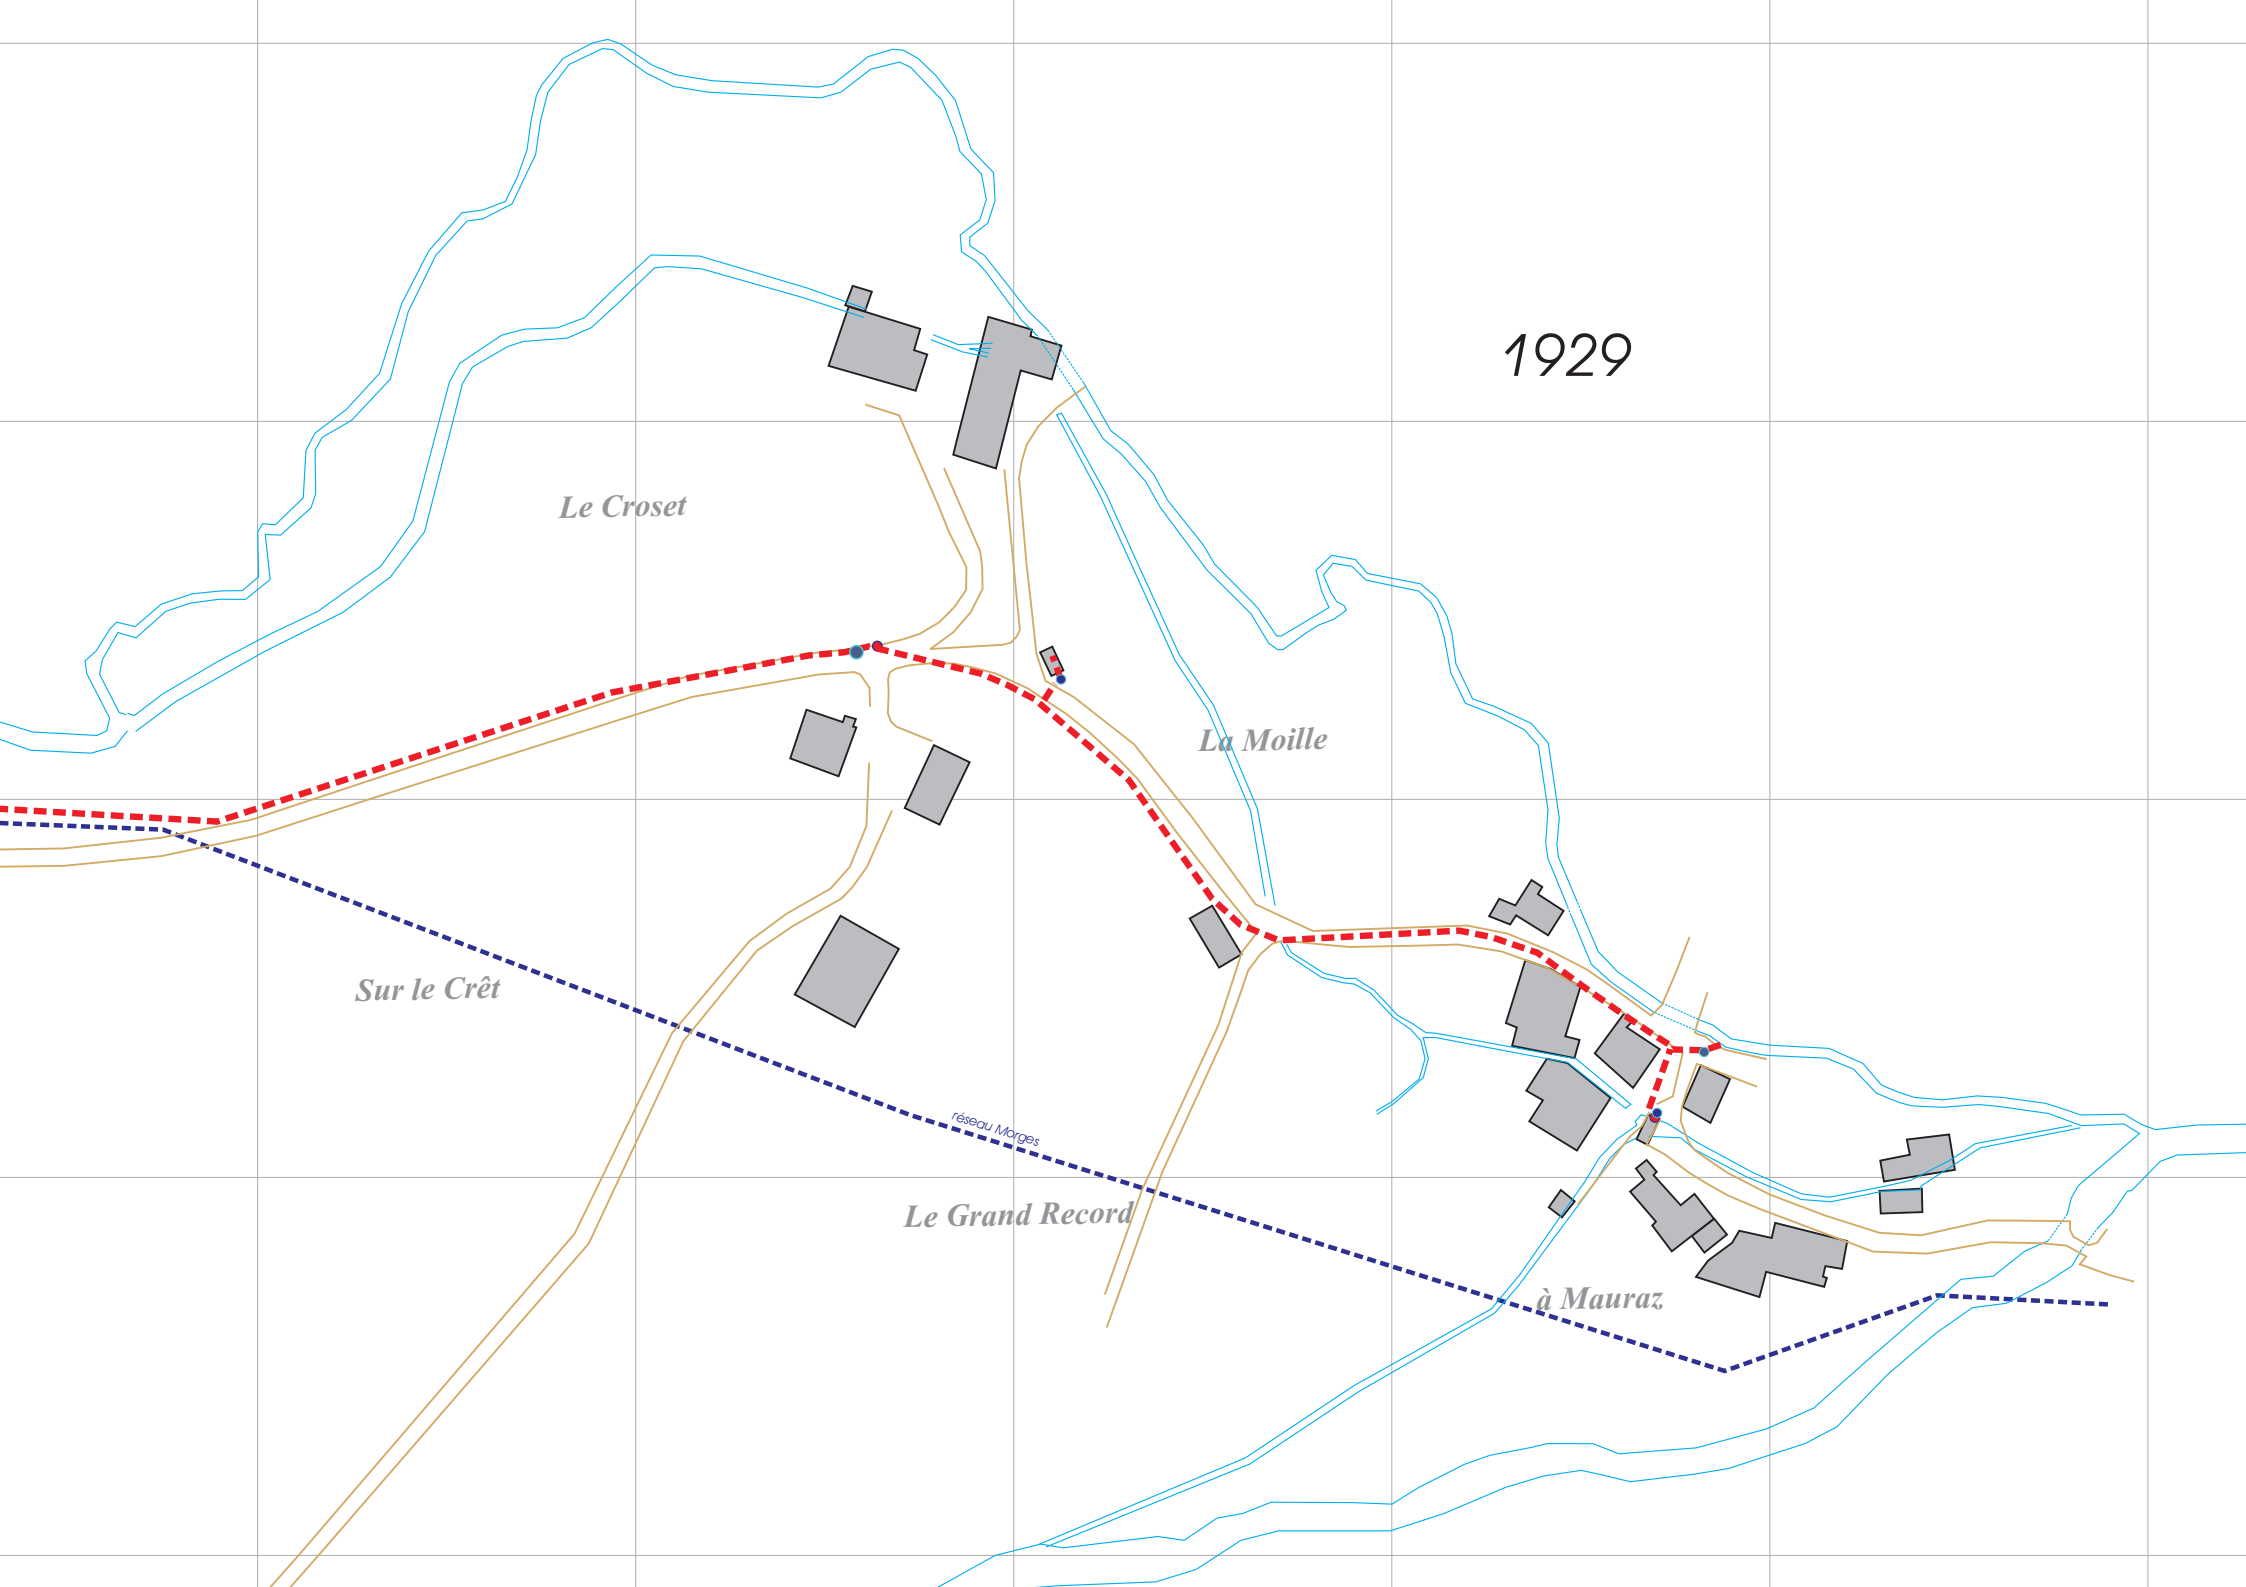 1929
Le Croset
La Moille
Sur le Crêt
réseau Morges
Le Grand Record
à Mauraz